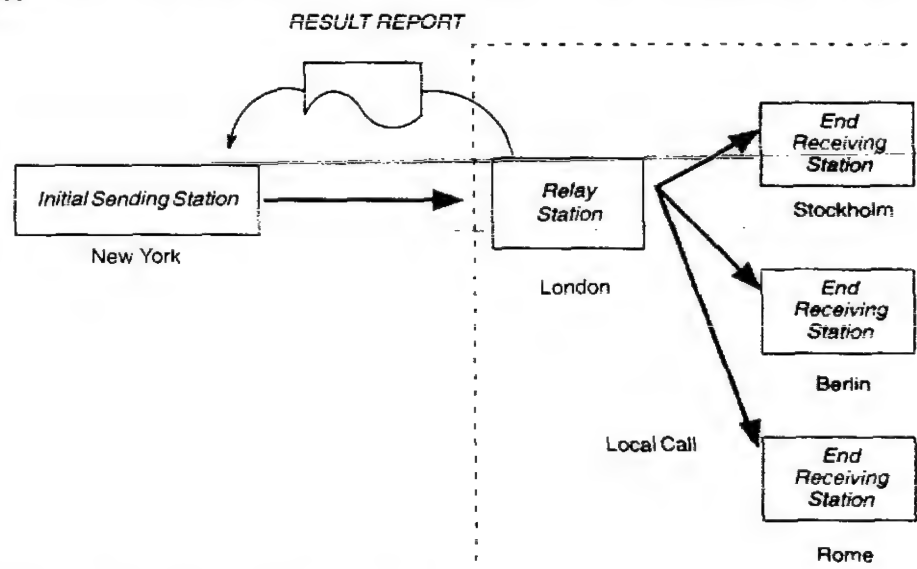 RESULT REPORT
Initial Sending Station
New York
Relay
Station
London
End
Receiving
Station
Stockholm
End
Receiving
Station
Berlin
Local Call
End
Receiving
Station
Rome